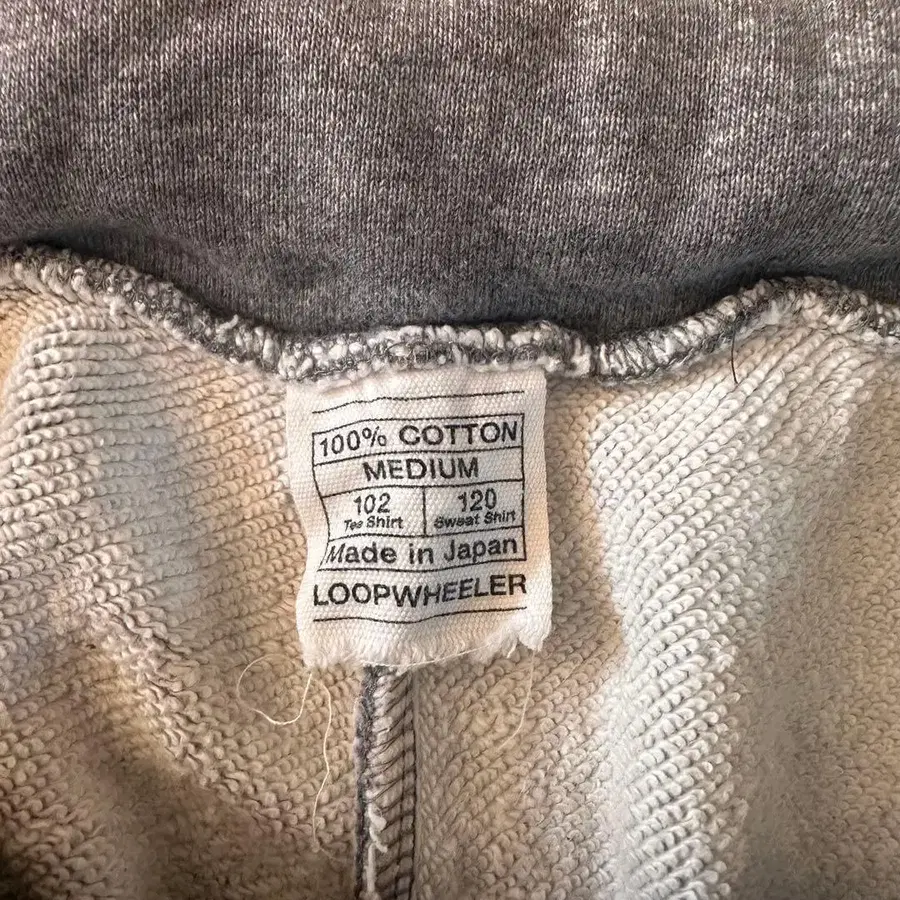 100% COTTON
MEDIUM
102 120
Tee Shirt Sweat Shirt
Made in Japan
LOOPWHEELER